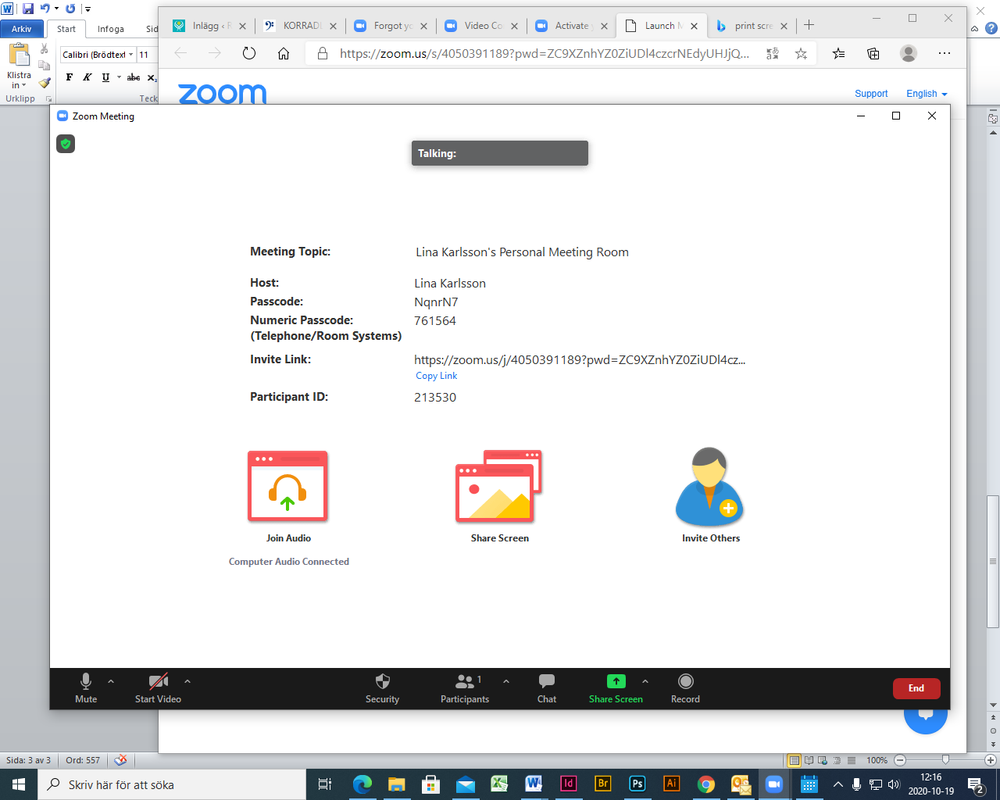 Arkiv Start Infoga Sid
Inlägg ‹ R KORRADI Forgot yo Video Co Activate y Launch M print scre
https://zoom.us/s/4050391189?pwd=ZC9XZnhYZ0ZiUDl4czcrNEdyUHJjQ...
Calibri (Brödtext 11
Klistra
in
F K U abc x₂
Urklipp Teck
zoom
Support English
Zoom Meeting
Talking:
Meeting Topic: Lina Karlsson's Personal Meeting Room
Host: Lina Karlsson
Passcode: NqnrN7
Numeric Passcode: 761564
(Telephone/Room Systems)
Invite Link: https://zoom.us/j/4050391189?pwd=ZC9XZnhYZ0ZiUDl4cz...
Copy Link
Participant ID: 213530
Join Audio Share Screen Invite Others
Computer Audio Connected
Mute Start Video Security Participants 1 Chat Share Screen Record End
Sida: 3 av 3 Ord: 557 100%
Skriv här för att söka
12:16
2020-10-19
2